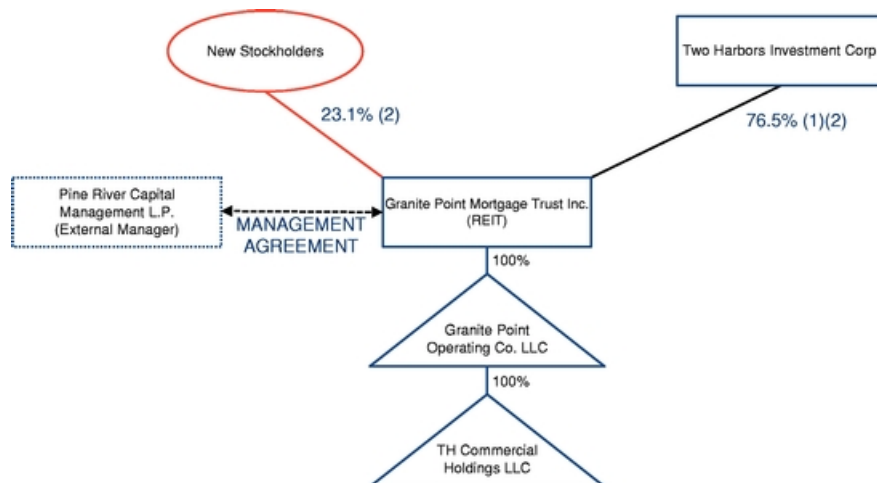 New Stockholders
Two Harbors Investment Corp
23.1% (2)
76.5% (1)(2)
Pine River Capital
Management L.P.
(External Manager)
MANAGEMENT
AGREEMENT
Granite Point Mortgage Trust Inc.
(REIT)
100%
Granite Point
Operating Co. LLC
100%
TH Commercial
Holdings LLC